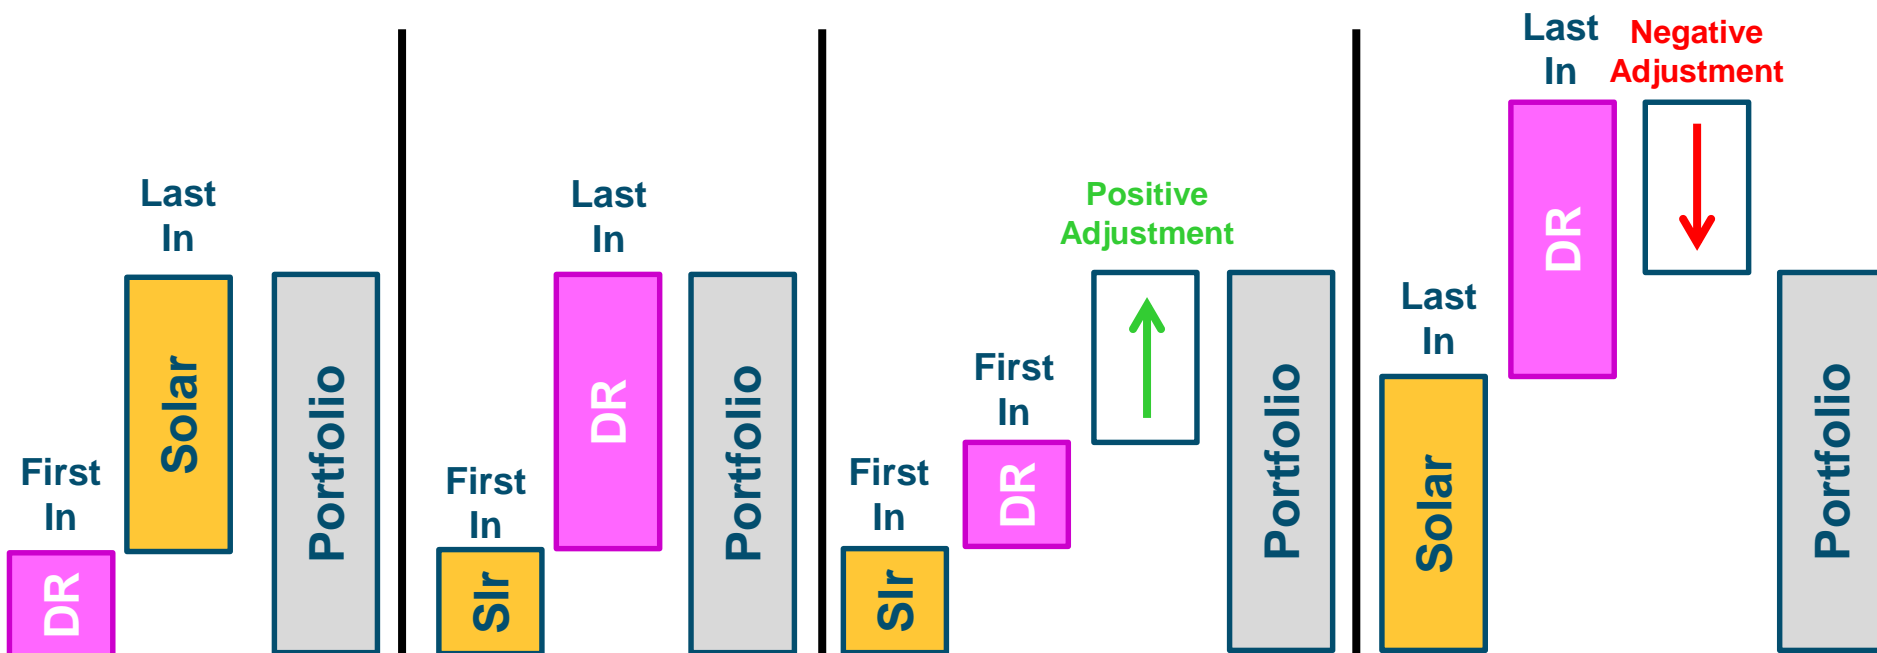 First
In
DR
Last
In
Solar
Portfolio
First
In
Slr
Last
In
DR
Portfolio
First
In
Slr
First
In
DR
Positive
Adjustment
Portfolio
Last
In
Solar
Last
In
DR
Negative
Adjustment
Portfolio